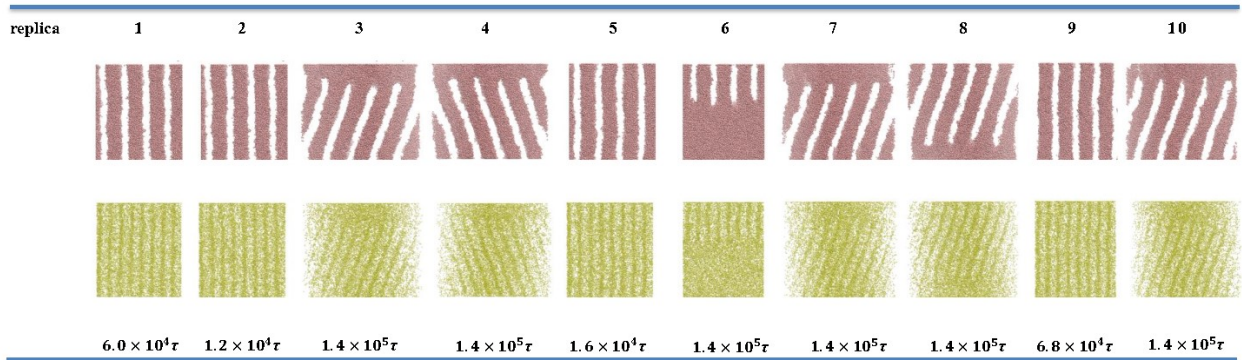 replica 1 2 3 4 5 6 7 8 9 10
6.0 × 10⁴τ 1.2 × 10⁴τ 1.4 × 10⁵τ 1.4 × 10⁵τ 1.6 × 10⁴τ 1.4 × 10⁵τ 1.4 × 10⁵τ 1.4 × 10⁵τ 6.8 × 10⁴τ 1.4 × 10⁵τ